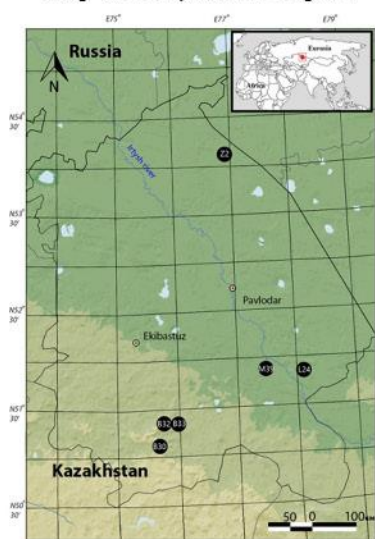 E75° E77° E79°
Russia
Eurasia
Africa
N
N54
30'
Z2
Irtysh river
N53
30'
Pavlodar
N52
30'
Ekibastuz
M39 L24
N51
30'
B32 B33
B30
Kazakhstan
N50
30'
50 0 100 KM